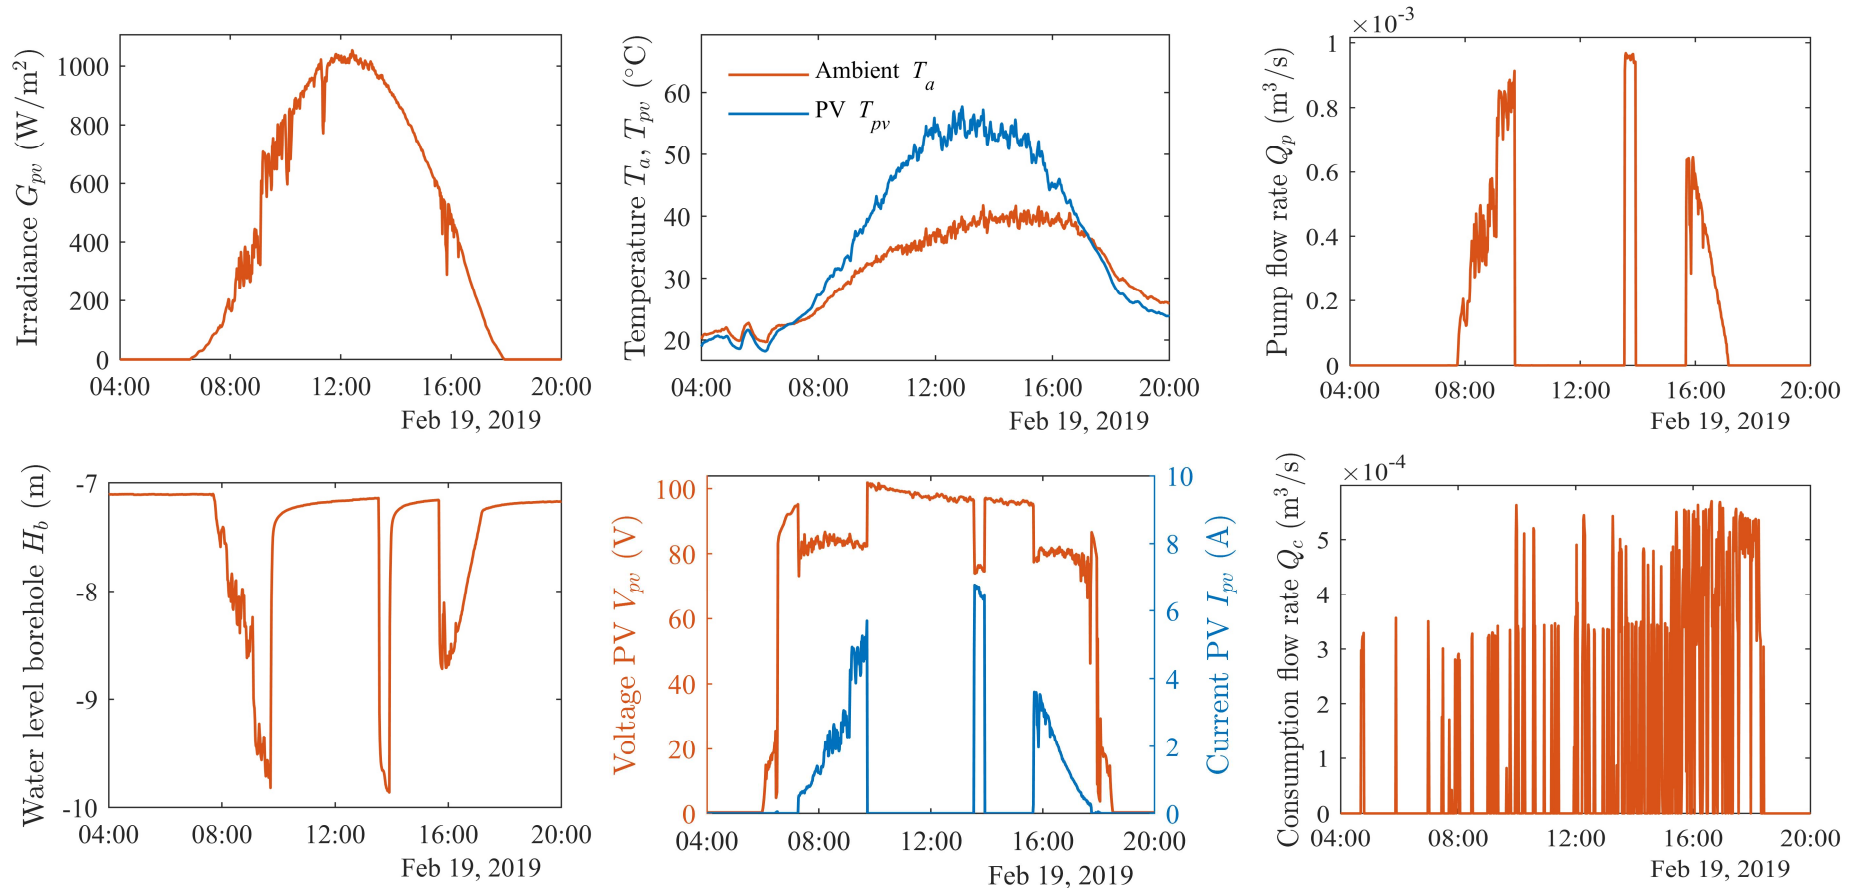 Irradiance G_pv (W/m²)
1000
800
600
400
200
0
04:00 08:00 12:00 16:00 20:00
Feb 19, 2019
Temperature T_a, T_pv (°C)
Ambient T_a
PV T_pv
60
50
40
30
20
04:00 08:00 12:00 16:00 20:00
Feb 19, 2019
×10⁻³
Pump flow rate Q_p (m³/s)
1
0.8
0.6
0.4
0.2
0
04:00 08:00 12:00 16:00 20:00
Feb 19, 2019
Water level borehole H_b (m)
-7
-8
-9
-10
04:00 08:00 12:00 16:00 20:00
Feb 19, 2019
Voltage PV V_pv (V)
100
80
60
40
20
0
10
8
6
4
2
0
Current PV I_pv (A)
04:00 08:00 12:00 16:00 20:00
Feb 19, 2019
×10⁻⁴
Consumption flow rate Q_c (m³/s)
5
4
3
2
1
0
04:00 08:00 12:00 16:00 20:00
Feb 19, 2019